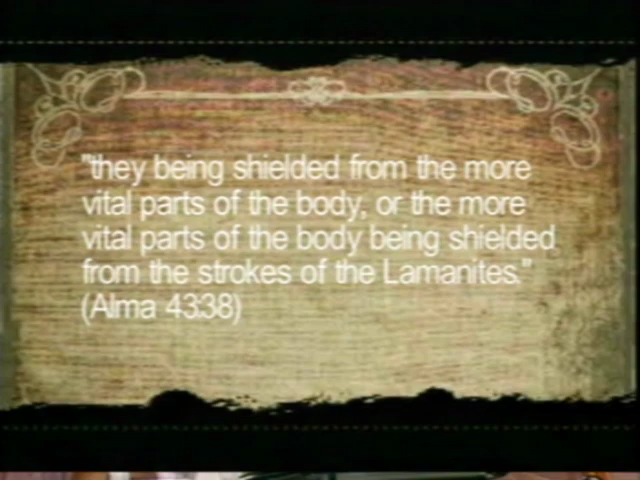 "they being shielded from the more
vital parts of the body, or the more
vital parts of the body being shielded
from the strokes of the Lamanites."
(Alma 43:38)